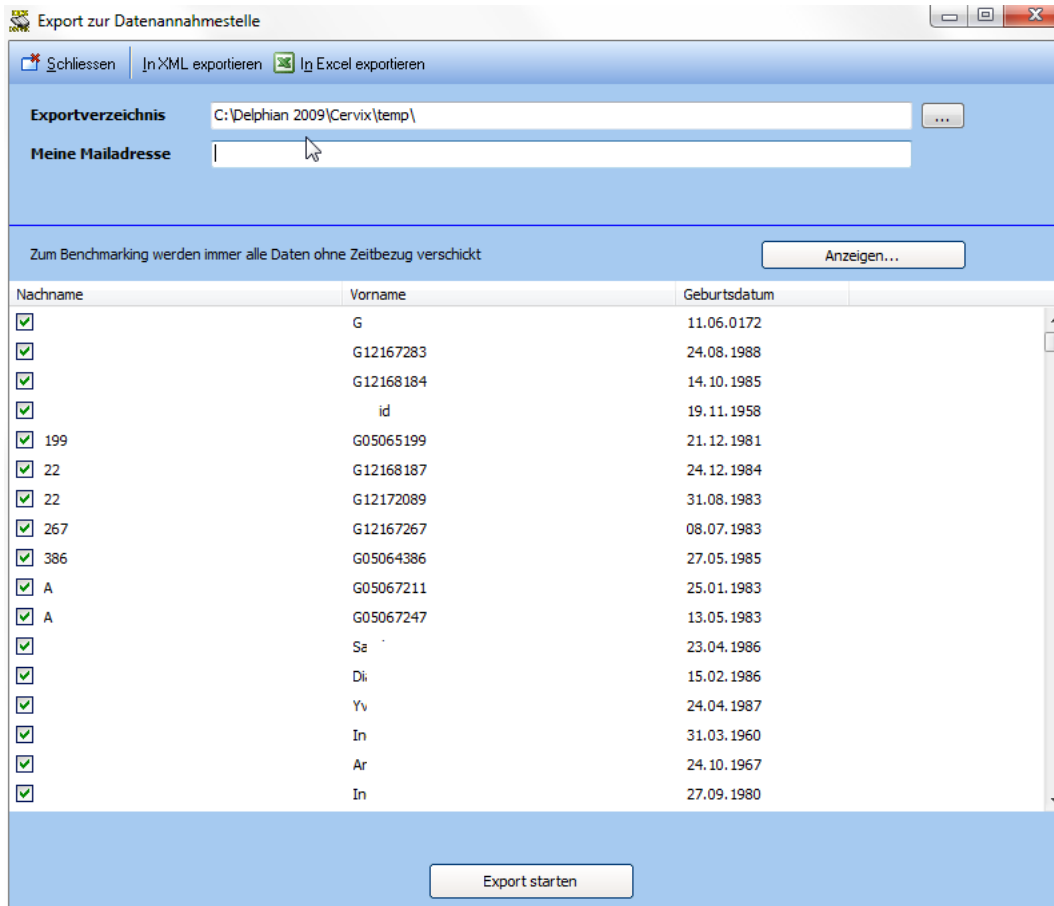 Export zur Datenannahmestelle
Schliessen In XML exportieren In Excel exportieren
Exportverzeichnis C:\Delphian 2009\Cervix\temp\ ...
Meine Mailadresse
Zum Benchmarking werden immer alle Daten ohne Zeitbezug verschickt Anzeigen...
Nachname Vorname Geburtsdatum
G 11.06.0172
G12167283 24.08.1988
G12168184 14.10.1985
id 19.11.1958
199 G05065199 21.12.1981
22 G12168187 24.12.1984
22 G12172089 31.08.1983
267 G12167267 08.07.1983
386 G05064386 27.05.1985
A G05067211 25.01.1983
A G05067247 13.05.1983
Sa 23.04.1986
Di 15.02.1986
Yv 24.04.1987
In 31.03.1960
Ar 24.10.1967
In 27.09.1980
Export starten